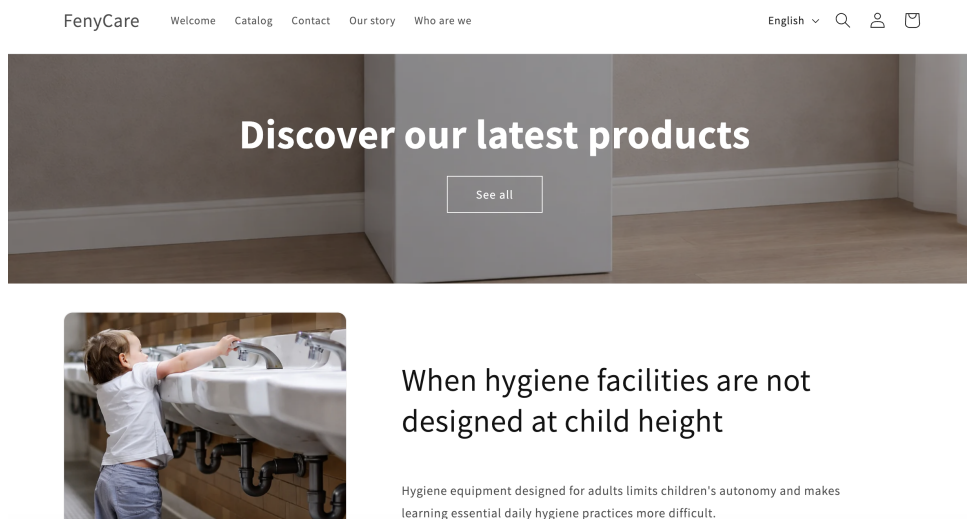 FenyCare
Welcome
Catalog
Contact
Our story
Who are we
English
Discover our latest products
See all
When hygiene facilities are not
designed at child height
Hygiene equipment designed for adults limits children's autonomy and makes
learning essential daily hygiene practices more difficult.